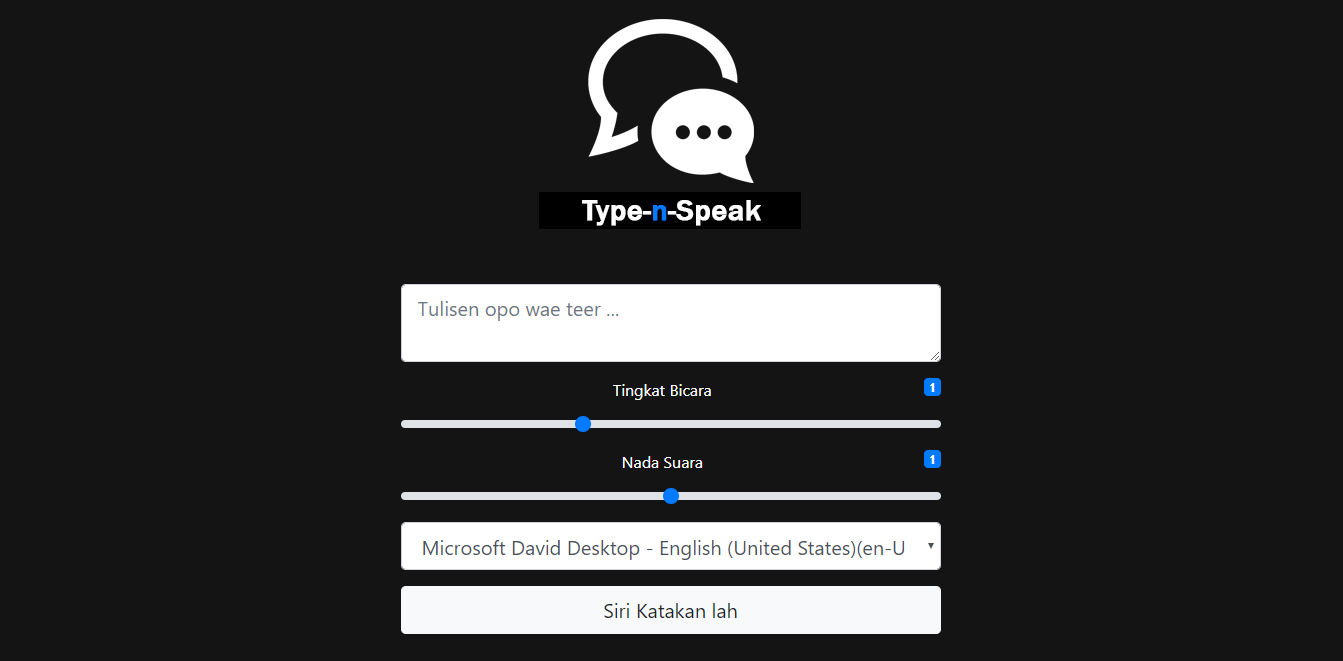 Type-n-Speak
Tulisen opo wae teer ...
Tingkat Bicara 1
Nada Suara 1
Microsoft David Desktop - English (United States)(en-U
Siri Katakan lah